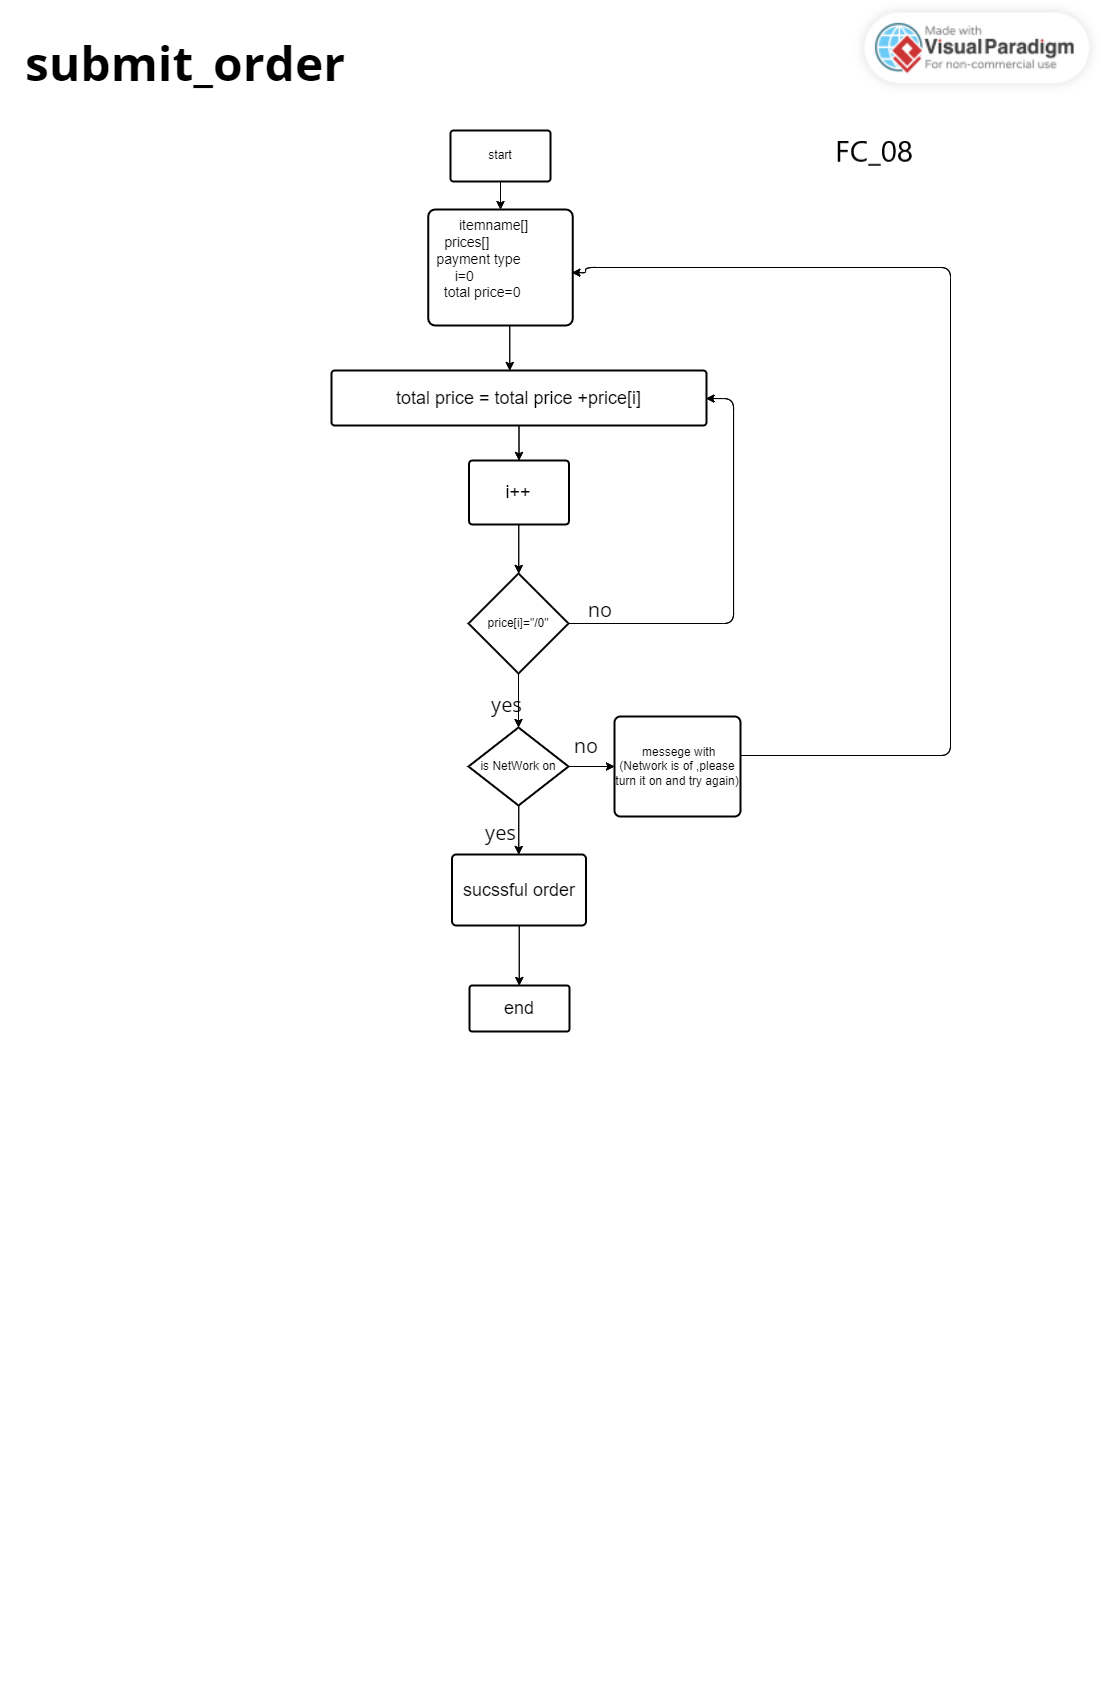 Made with
VisualParadigm
For non-commercial use
submit_order
FC_08
start
itemname[]
prices[]
payment type
i=0
total price=0
total price = total price +price[i]
i++
price[i]="/0"
no
yes
is NetWork on
no
messege with
(Network is of ,please
turn it on and try again)
yes
sucssful order
end